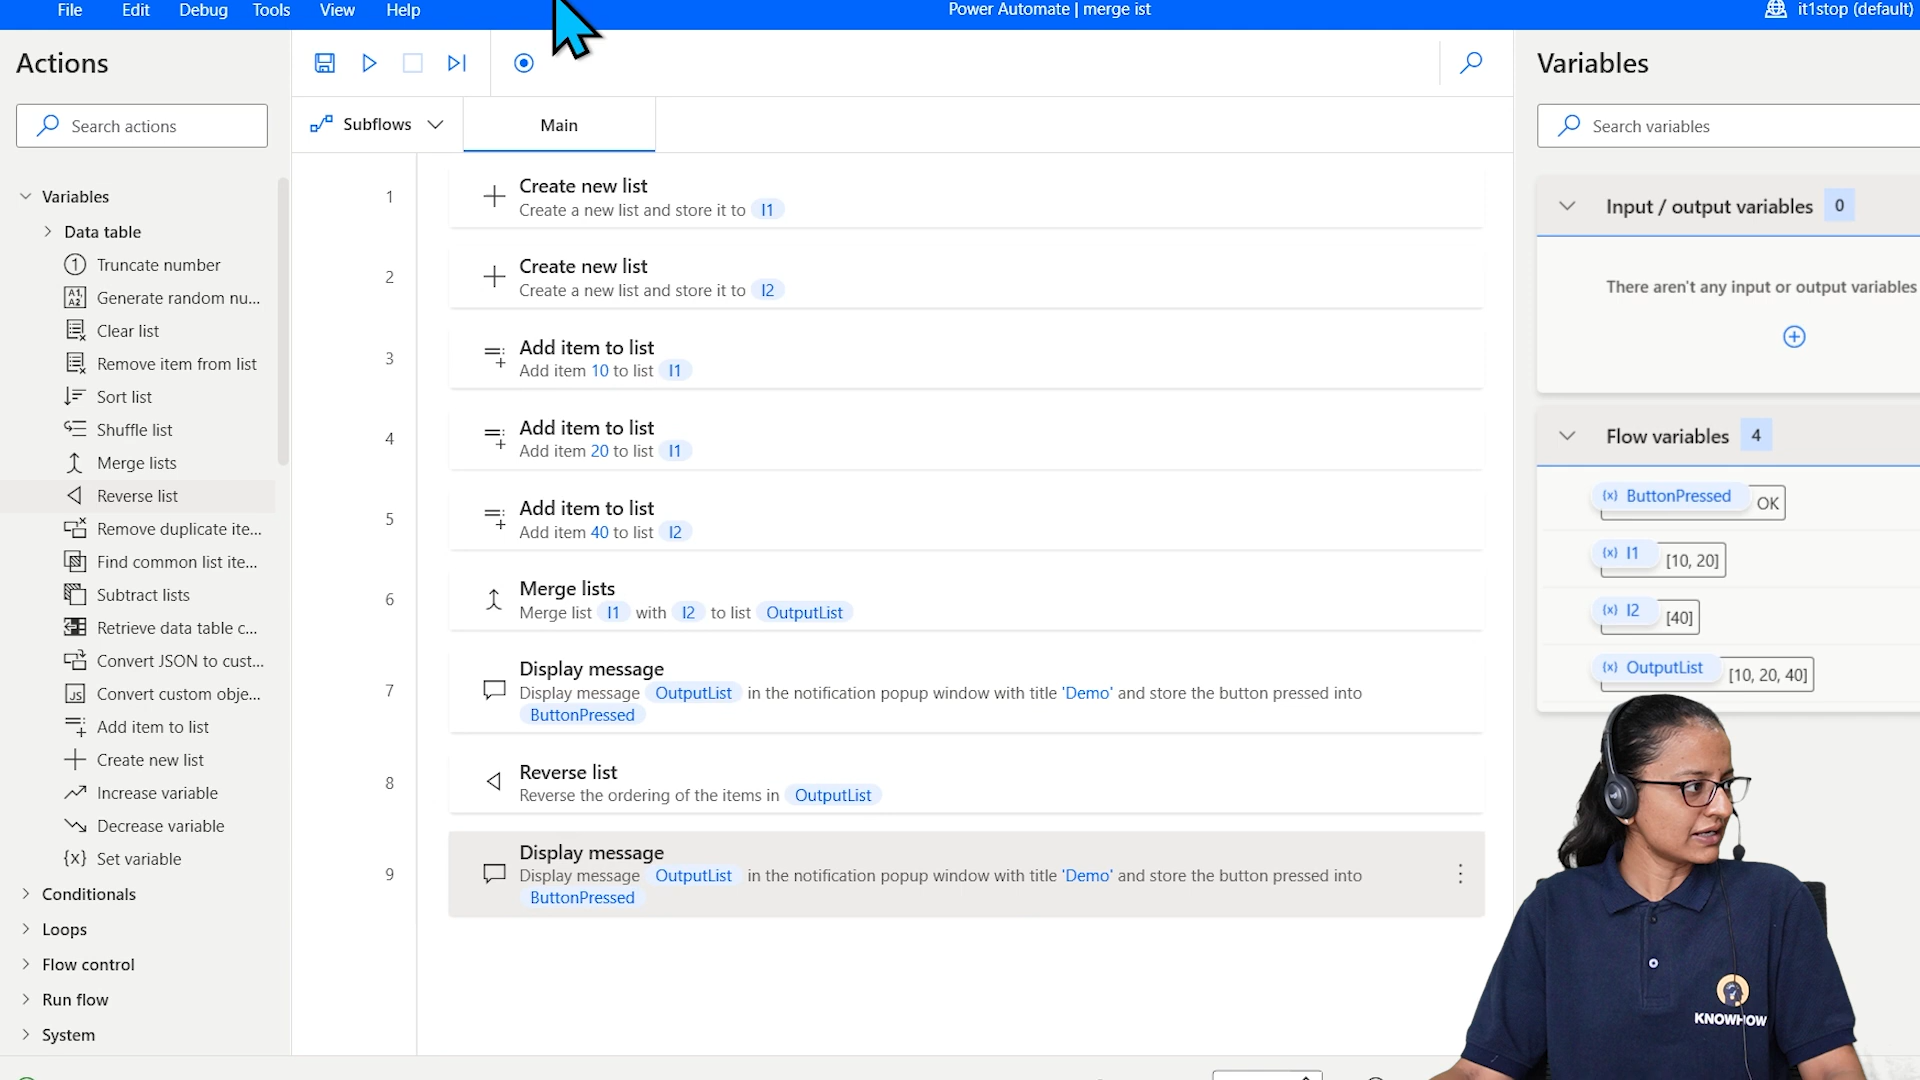 File Edit Debug Tools View Help
Power Automate | merge ist
it1stop (default)
Actions
Search actions
Variables
Data table
Truncate number
Generate random nu...
Clear list
Remove item from list
Sort list
Shuffle list
Merge lists
Reverse list
Remove duplicate ite...
Find common list ite...
Subtract lists
Retrieve data table c...
Convert JSON to cust...
Convert custom obje...
Add item to list
Create new list
Increase variable
Decrease variable
{x} Set variable
Conditionals
Loops
Flow control
Run flow
System
Subflows
Main
1
Create new list
Create a new list and store it to l1
2
Create new list
Create a new list and store it to l2
3
Add item to list
Add item 10 to list l1
4
Add item to list
Add item 20 to list l1
5
Add item to list
Add item 40 to list l2
6
Merge lists
Merge list l1 with l2 to list OutputList
7
Display message
Display message OutputList in the notification popup window with title 'Demo' and store the button pressed into
ButtonPressed
8
Reverse list
Reverse the ordering of the items in OutputList
9
Display message
Display message OutputList in the notification popup window with title 'Demo' and store the button pressed into
ButtonPressed
Variables
Search variables
Input / output variables 0
There aren't any input or output variables
Flow variables 4
(x) ButtonPressed OK
(x) l1 [10, 20]
(x) l2 [40]
(x) OutputList [10, 20, 40]
KNOWHOW